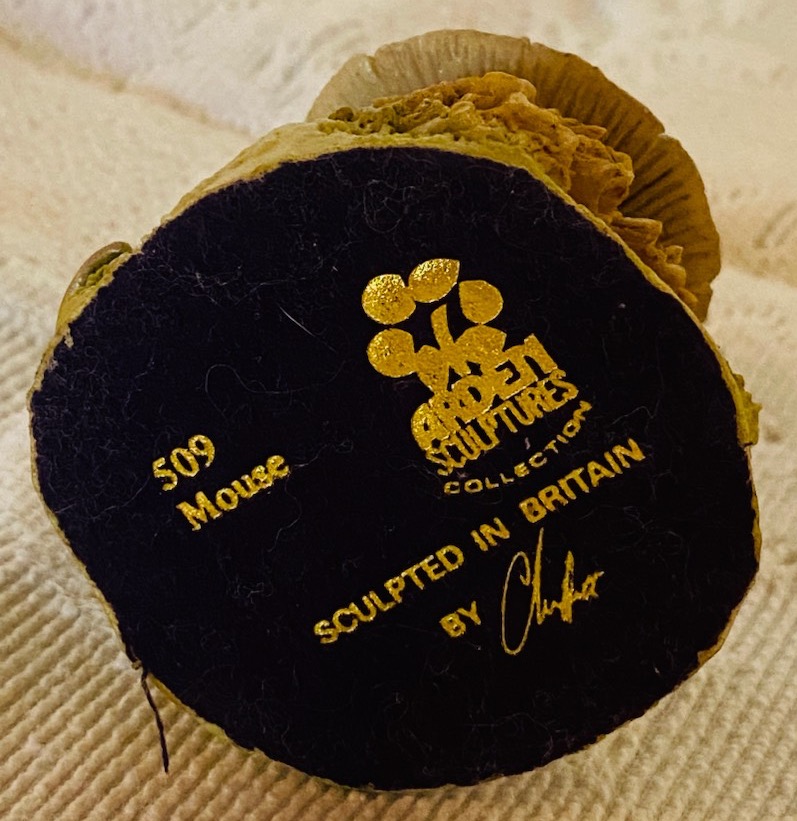 ARDEN
SCULPTURES
COLLECTION
509
Mouse
SCULPTED IN BRITAIN
BY